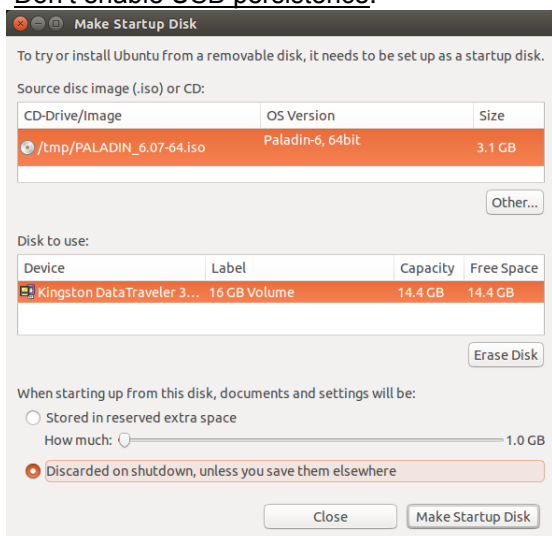 Don't enable USB persistence.
Make Startup Disk
To try or install Ubuntu from a removable disk, it needs to be set up as a startup disk.
Source disc image (.iso) or CD:
CD-Drive/Image OS Version Size
/tmp/PALADIN_6.07-64.iso Paladin-6, 64bit 3.1 GB
Other...
Disk to use:
Device Label Capacity Free Space
Kingston DataTraveler 3... 16 GB Volume 14.4 GB 14.4 GB
Erase Disk
When starting up from this disk, documents and settings will be:
Stored in reserved extra space
How much: 1.0 GB
Discarded on shutdown, unless you save them elsewhere
Close Make Startup Disk